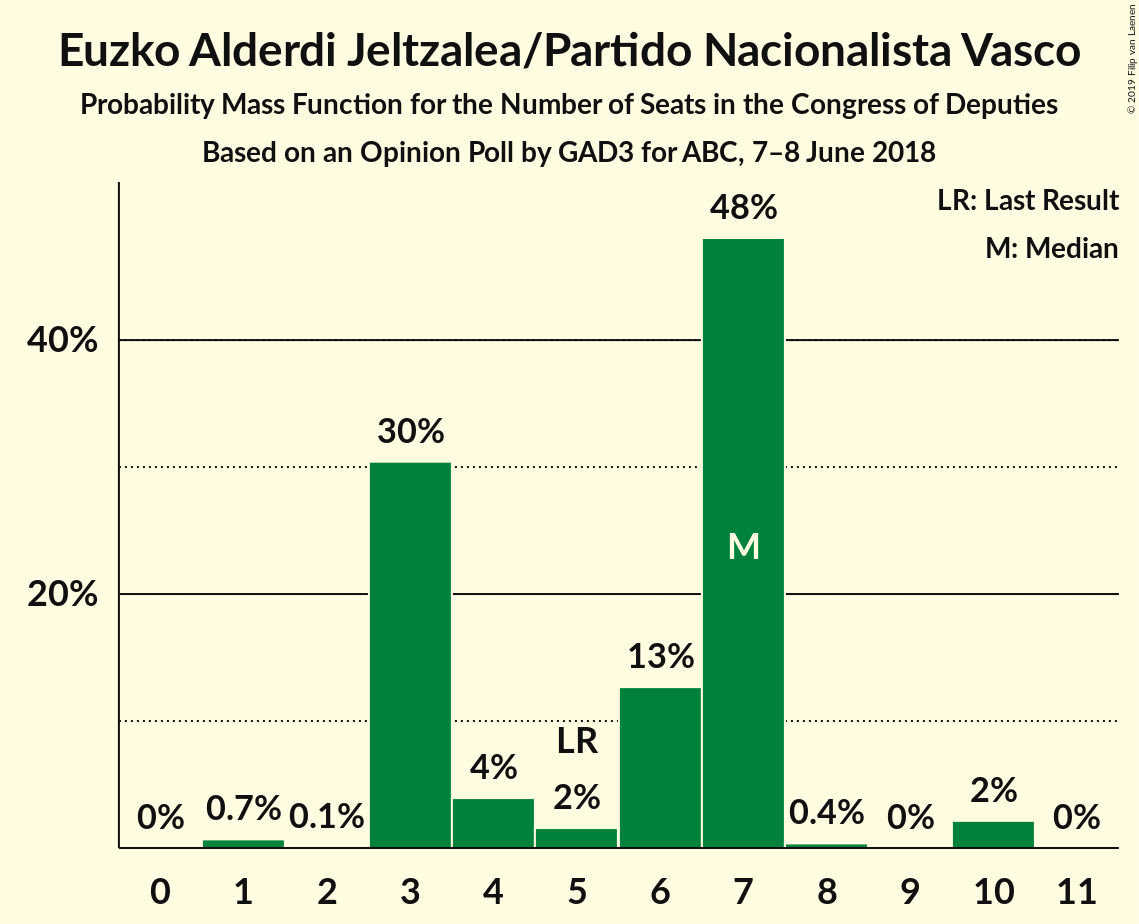 Euzko Alderdi Jeltzalea/Partido Nacionalista Vasco
Probability Mass Function for the Number of Seats in the Congress of Deputies
Based on an Opinion Poll by GAD3 for ABC, 7–8 June 2018
© 2019 Filip van Laenen
LR: Last Result
M: Median
48%
40%
30%
M
20%
13%
LR
4%
2%
0%
0.7%
0.1%
0.4%
0%
2%
0%
0 1 2 3 4 5 6 7 8 9 10 11